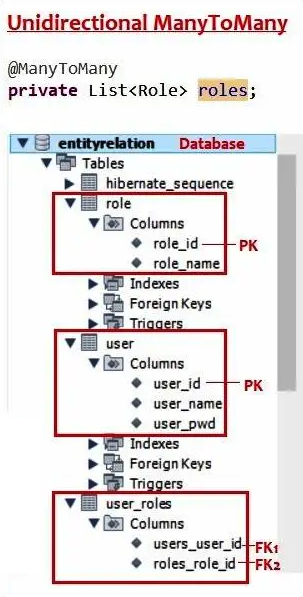 Unidirectional ManyToMany
@ManyToMany
private List<Role> roles;
entityrelation Database
Tables
hibernate_sequence
role
Columns
role_id PK
role_name
Indexes
Foreign Keys
Triggers
user
Columns
user_id PK
user_name
user_pwd
Indexes
Foreign Keys
Triggers
user_roles
Columns
users_user_id FK1
roles_role_id FK2